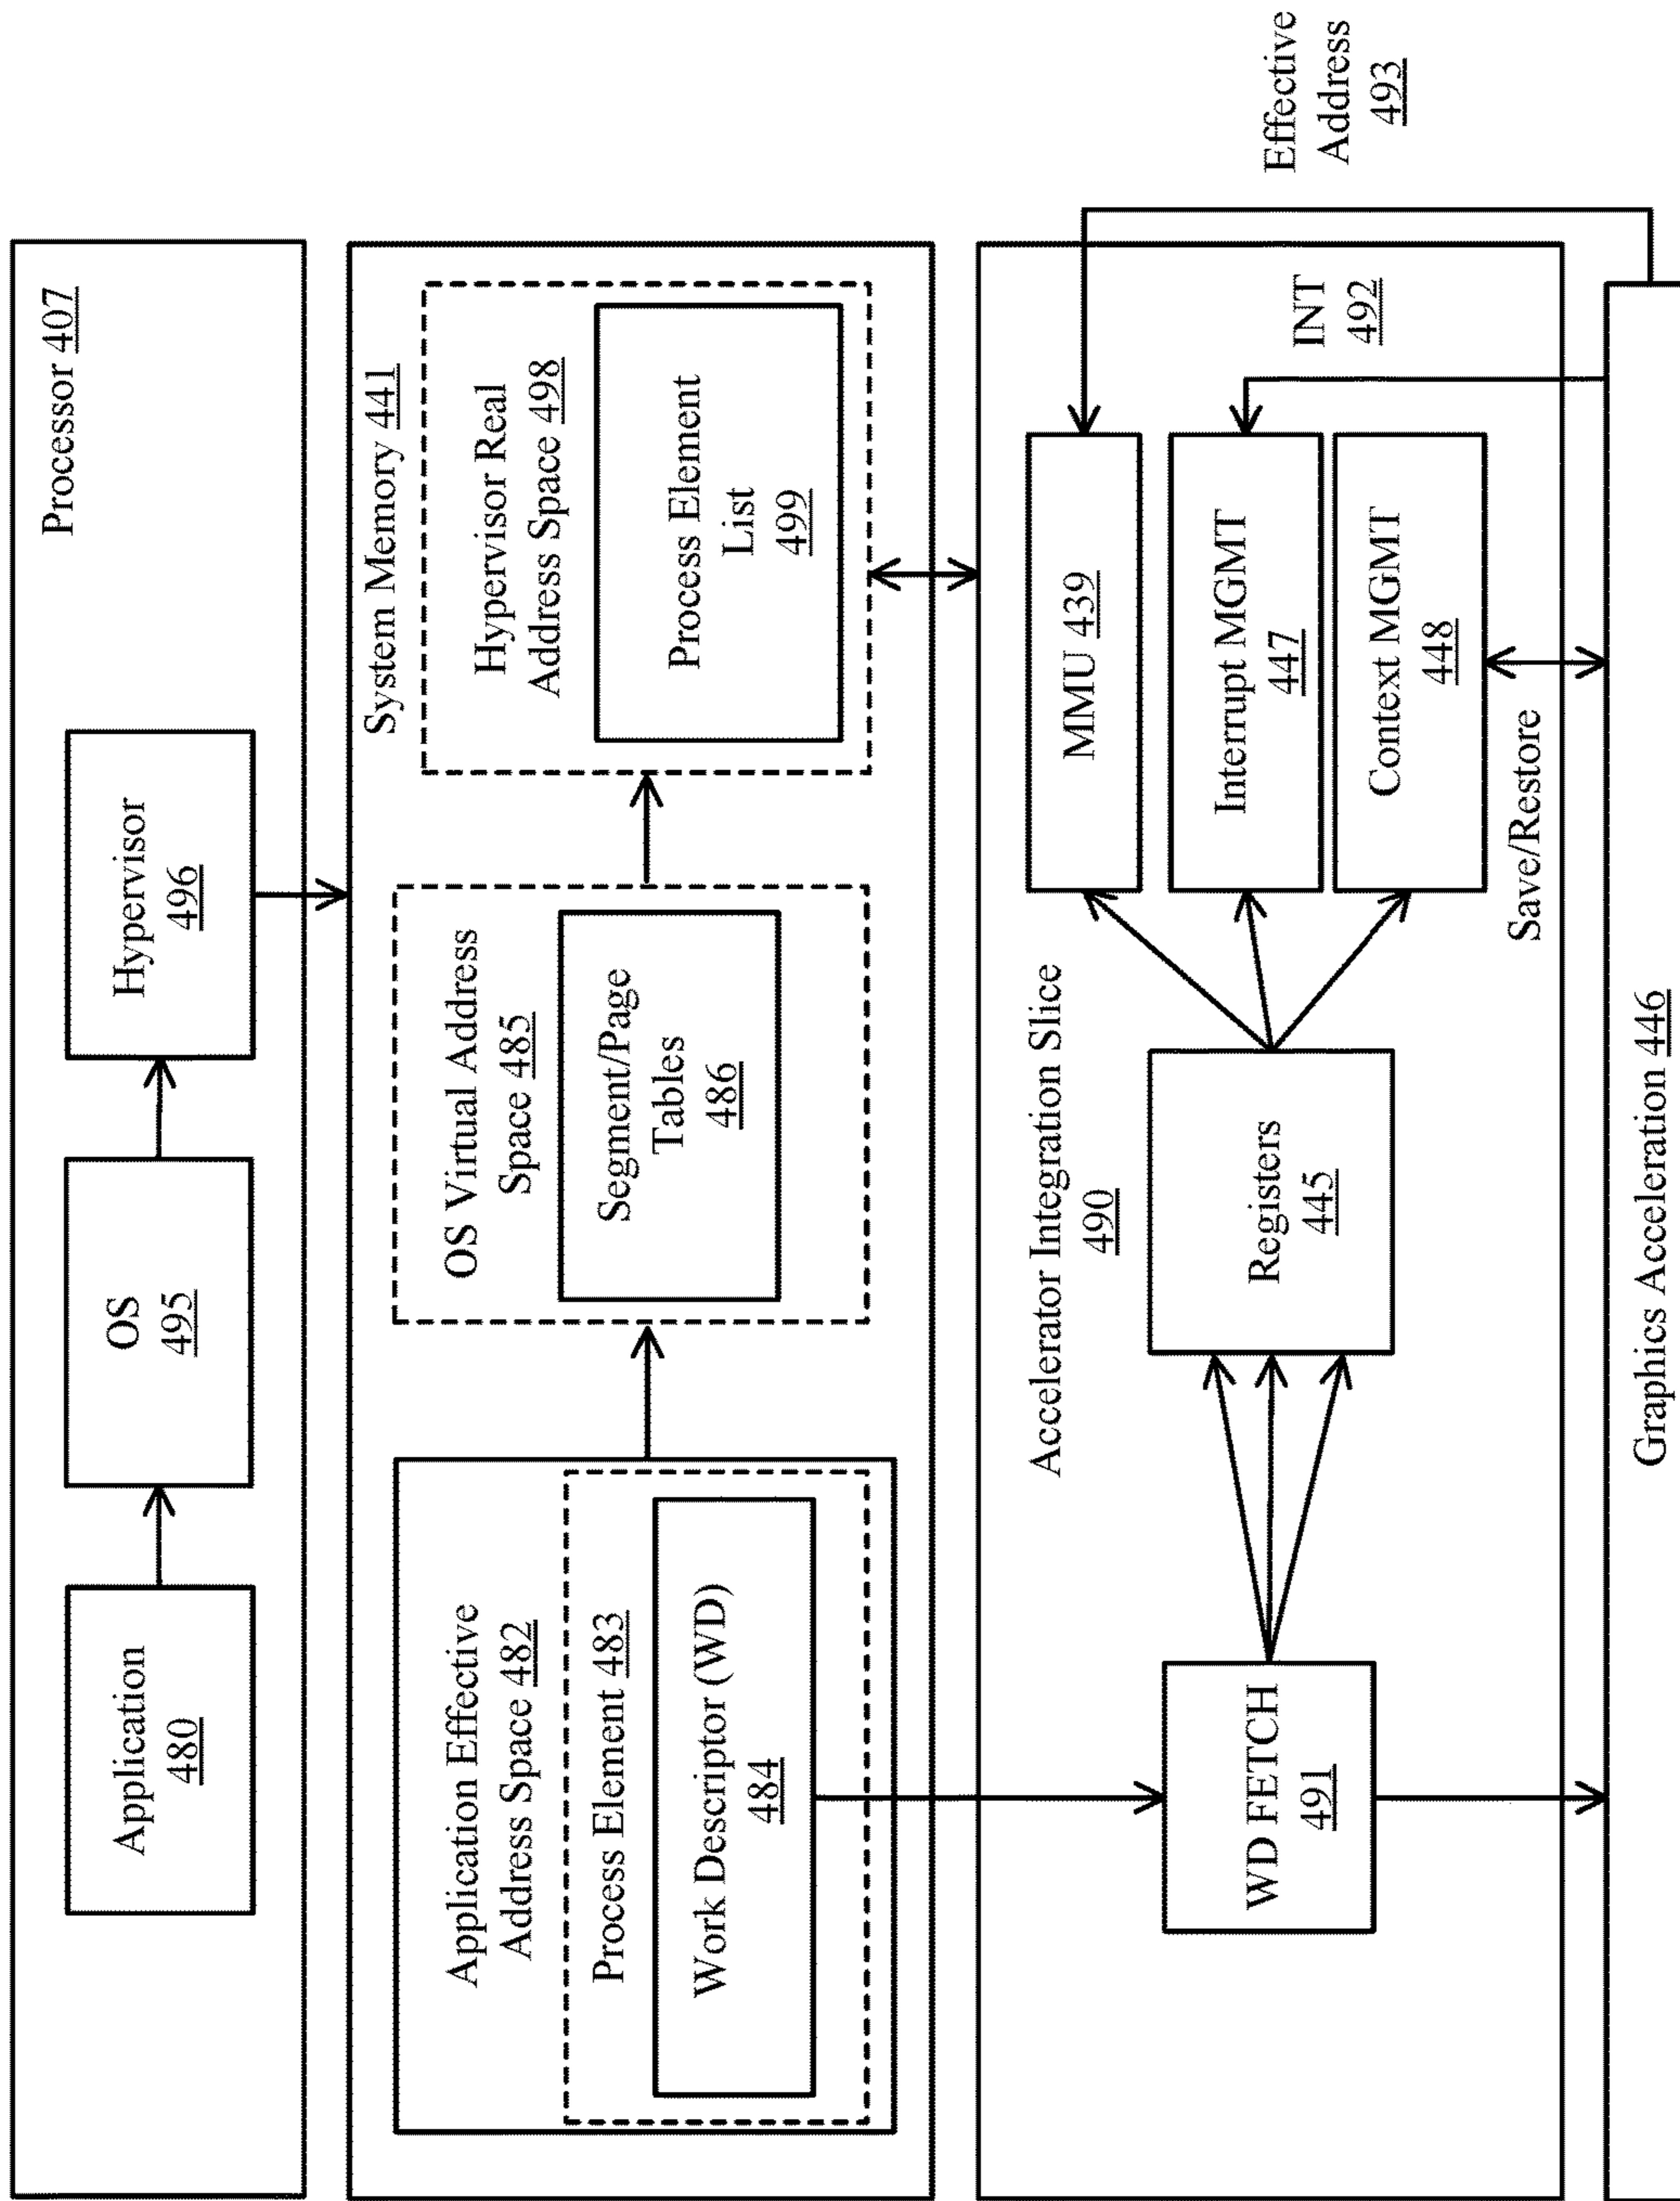 Processor 407
Application
480
OS
495
Hypervisor
496
System Memory 441
Application Effective
Address Space 482
Process Element 483
Work Descriptor (WD)
484
OS Virtual Address
Space 485
Segment/Page
Tables
486
Hypervisor Real
Address Space 498
Process Element
List
499
Accelerator Integration Slice
490
WD FETCH
491
Registers
445
MMU 439
Interrupt MGMT
447
Context MGMT
448
INT
492
Effective
Address
493
Save/Restore
Graphics Acceleration 446